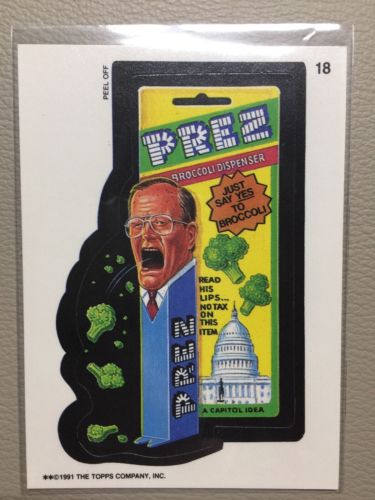 18
PEEL OFF
PREZ
BROCCOLI DISPENSER
JUST
SAY YES
TO
BROCCOLI
READ
HIS
LIPS...
NO TAX
ON
THIS
ITEM
PREZ
A CAPITOL IDEA
**©1991 THE TOPPS COMPANY, INC.